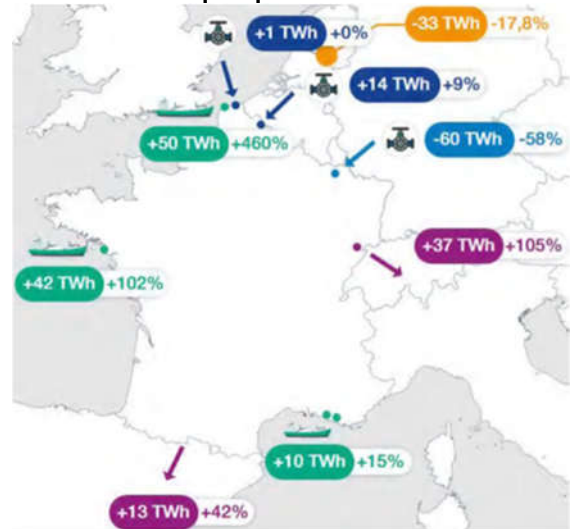 +1 TWh +0%
-33 TWh -17,8%
+14 TWh +9%
+50 TWh +460%
-60 TWh -58%
+37 TWh +105%
+42 TWh +102%
+10 TWh +15%
+13 TWh +42%